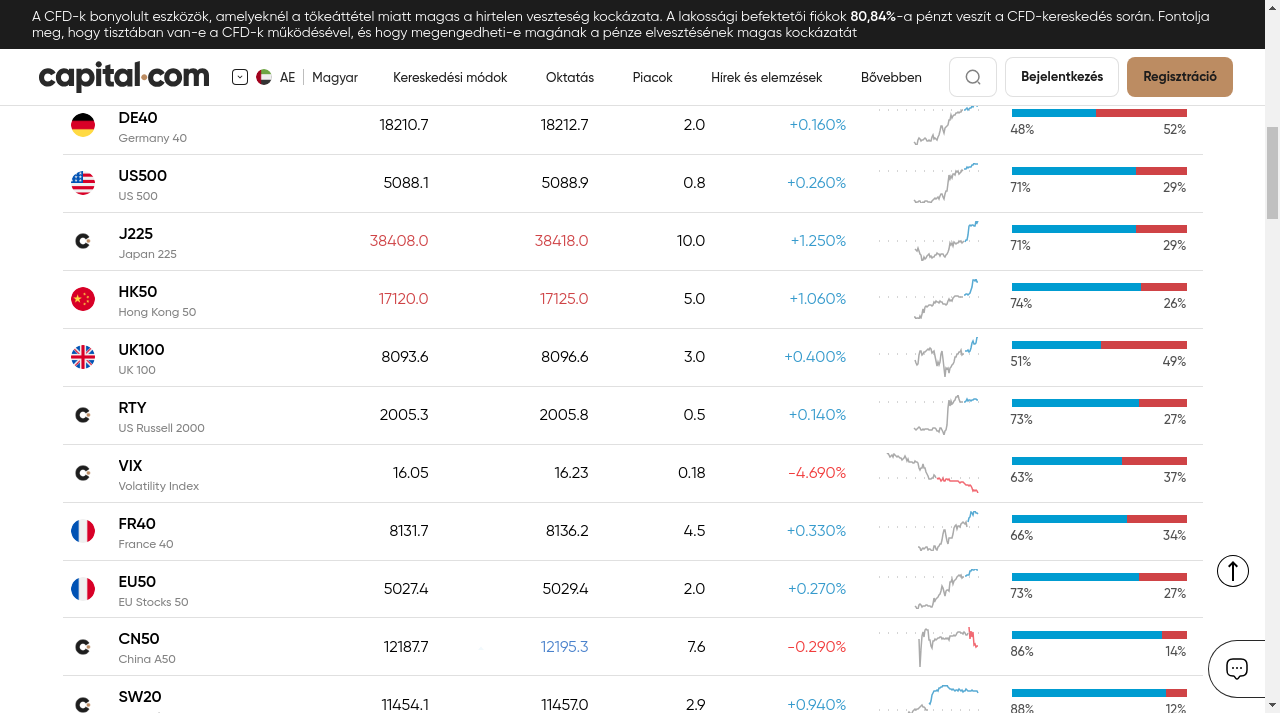 A CFD-k bonyolult eszközök, amelyeknél a tőkeáttétel miatt magas a hirtelen veszteség kockázata. A lakossági befektetői fiókok 80,84%-a pénzt veszít a CFD-kereskedés során. Fontolja
meg, hogy tisztában van-e a CFD-k működésével, és hogy megengedheti-e magának a pénze elvesztésének magas kockázatát
capital.com AE Magyar Kereskedési módok Oktatás Piacok Hírek és elemzések Bővebben Bejelentkezés Regisztráció
DE40 18210.7 18212.7 2.0 +0.160%
Germany 40 48% 52%
US500 5088.1 5088.9 0.8 +0.260%
US 500 71% 29%
J225 38408.0 38418.0 10.0 +1.250%
Japan 225 71% 29%
HK50 17120.0 17125.0 5.0 +1.060%
Hong Kong 50 74% 26%
UK100 8093.6 8096.6 3.0 +0.400%
UK 100 51% 49%
RTY 2005.3 2005.8 0.5 +0.140%
US Russell 2000 73% 27%
VIX 16.05 16.23 0.18 -4.690%
Volatility Index 63% 37%
FR40 8131.7 8136.2 4.5 +0.330%
France 40 66% 34%
EU50 5027.4 5029.4 2.0 +0.270%
EU Stocks 50 73% 27%
CN50 12187.7 12195.3 7.6 -0.290%
China A50 86% 14%
SW20 11454.1 11457.0 2.9 +0.940%
88% 12%